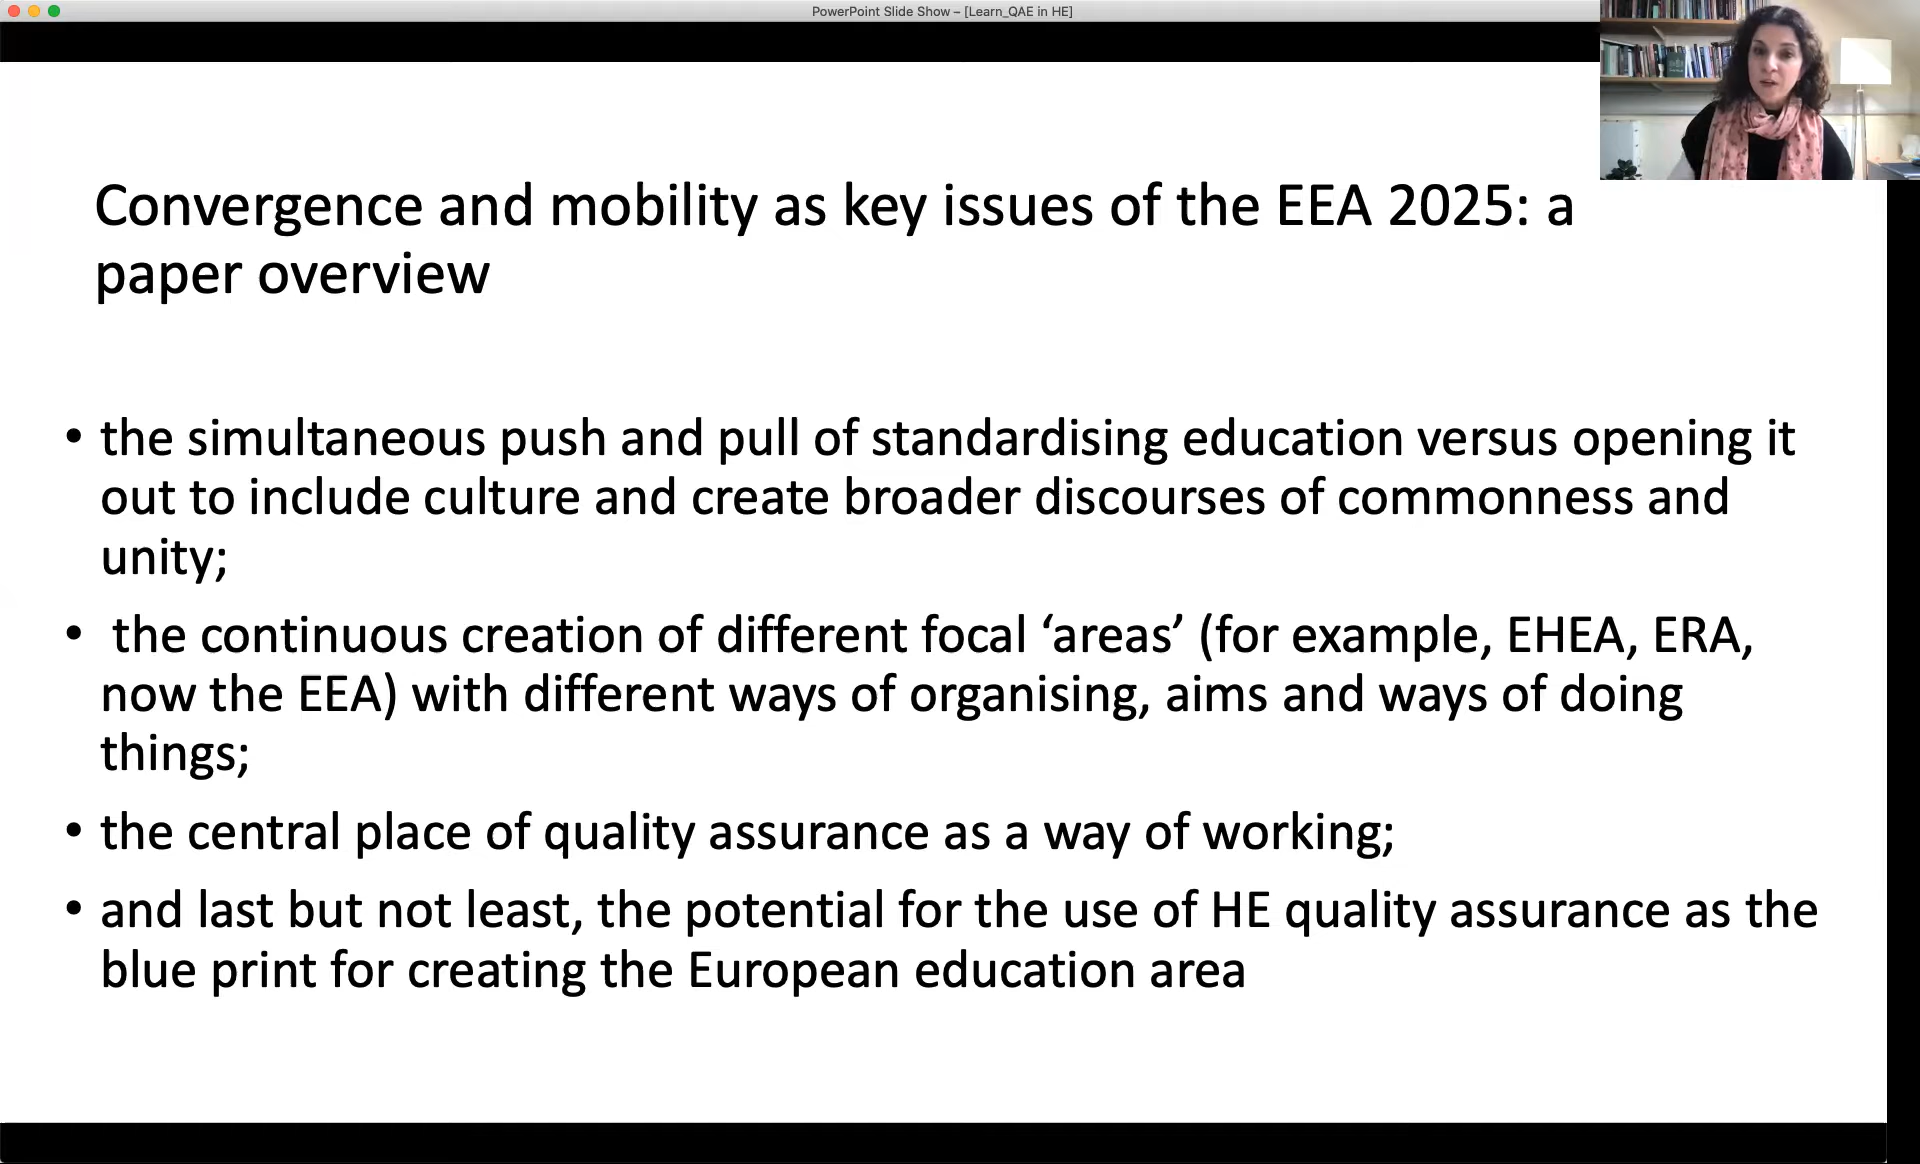 PowerPoint Slide Show – [Learn_QAE in HE]
Convergence and mobility as key issues of the EEA 2025: a
paper overview
• the simultaneous push and pull of standardising education versus opening it
out to include culture and create broader discourses of commonness and
unity;
• the continuous creation of different focal ‘areas’ (for example, EHEA, ERA,
now the EEA) with different ways of organising, aims and ways of doing
things;
• the central place of quality assurance as a way of working;
• and last but not least, the potential for the use of HE quality assurance as the
blue print for creating the European education area